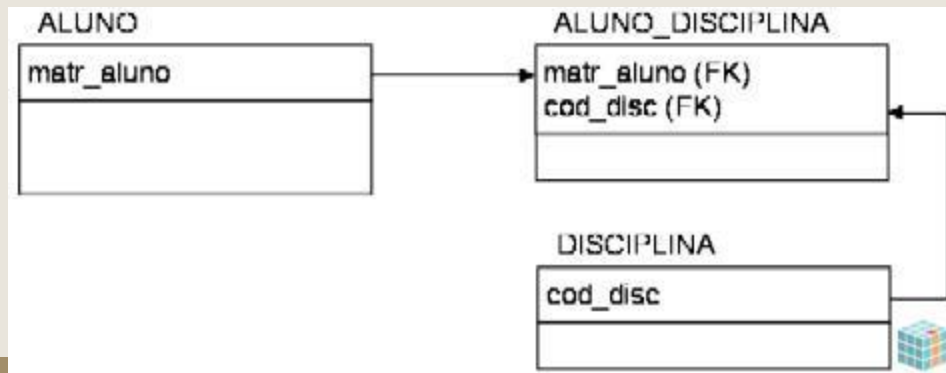 ALUNO
matr_aluno
ALUNO_DISCIPLINA
matr_aluno (FK)
cod_disc (FK)
DISCIPLINA
cod_disc